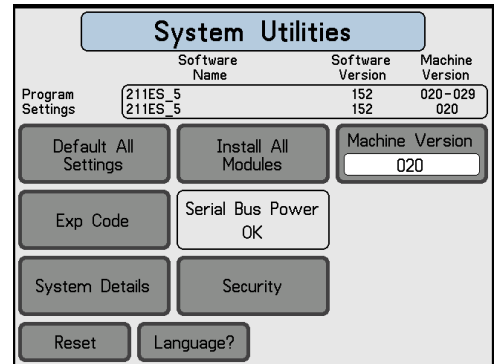 System Utilities
Software Software Machine
Name Version Version
Program 211ES_5 152 020-029
Settings 211ES_5 152 020
Default All
Settings
Install All
Modules
Machine Version
020
Exp Code
Serial Bus Power
OK
System Details
Security
Reset
Language?